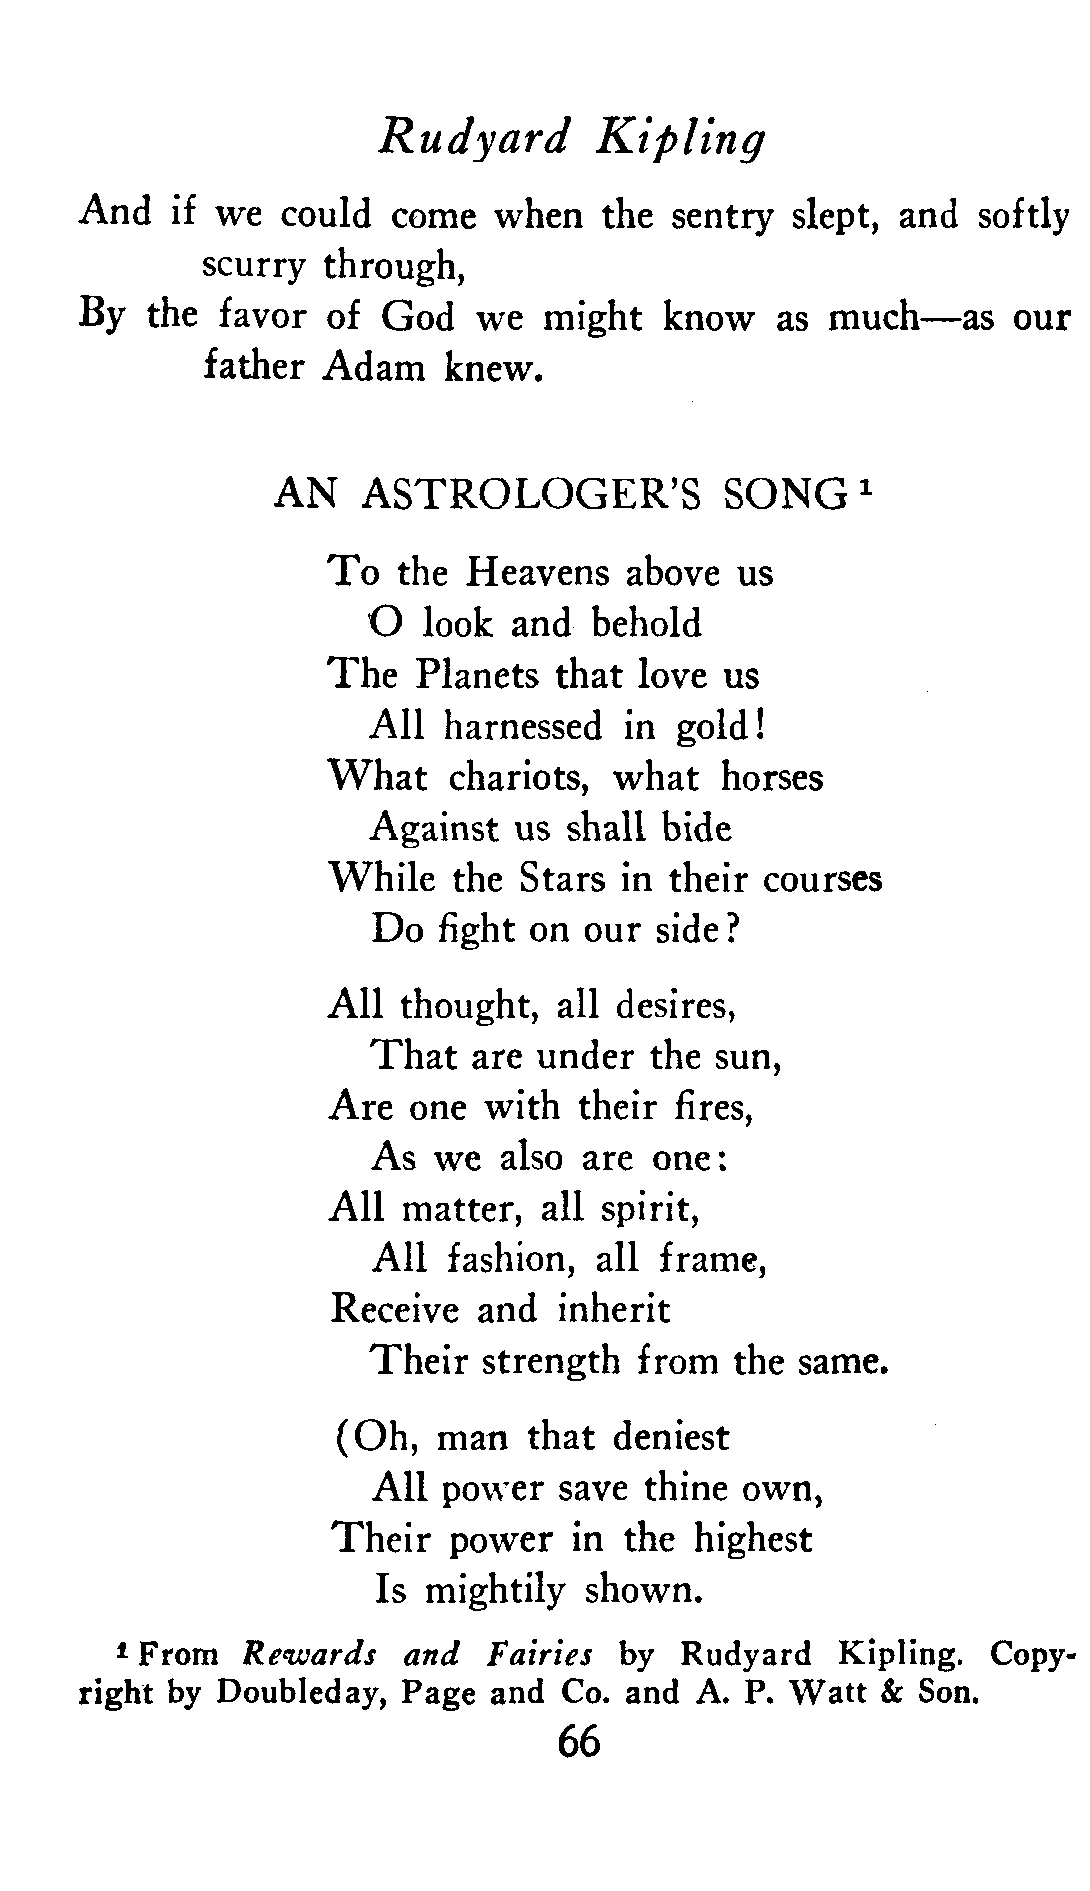 Rudyard Kipling
And if we could come when the sentry slept, and softly
scurry through,
By the favor of God we might know as much—as our
father Adam knew.
AN ASTROLOGER'S SONG ¹
To the Heavens above us
O look and behold
The Planets that love us
All harnessed in gold!
What chariots, what horses
Against us shall bide
While the Stars in their courses
Do fight on our side?
All thought, all desires,
That are under the sun,
Are one with their fires,
As we also are one:
All matter, all spirit,
All fashion, all frame,
Receive and inherit
Their strength from the same.
(Oh, man that deniest
All power save thine own,
Their power in the highest
Is mightily shown.
¹ From Rewards and Fairies by Rudyard Kipling. Copy-
right by Doubleday, Page and Co. and A. P. Watt & Son.
66